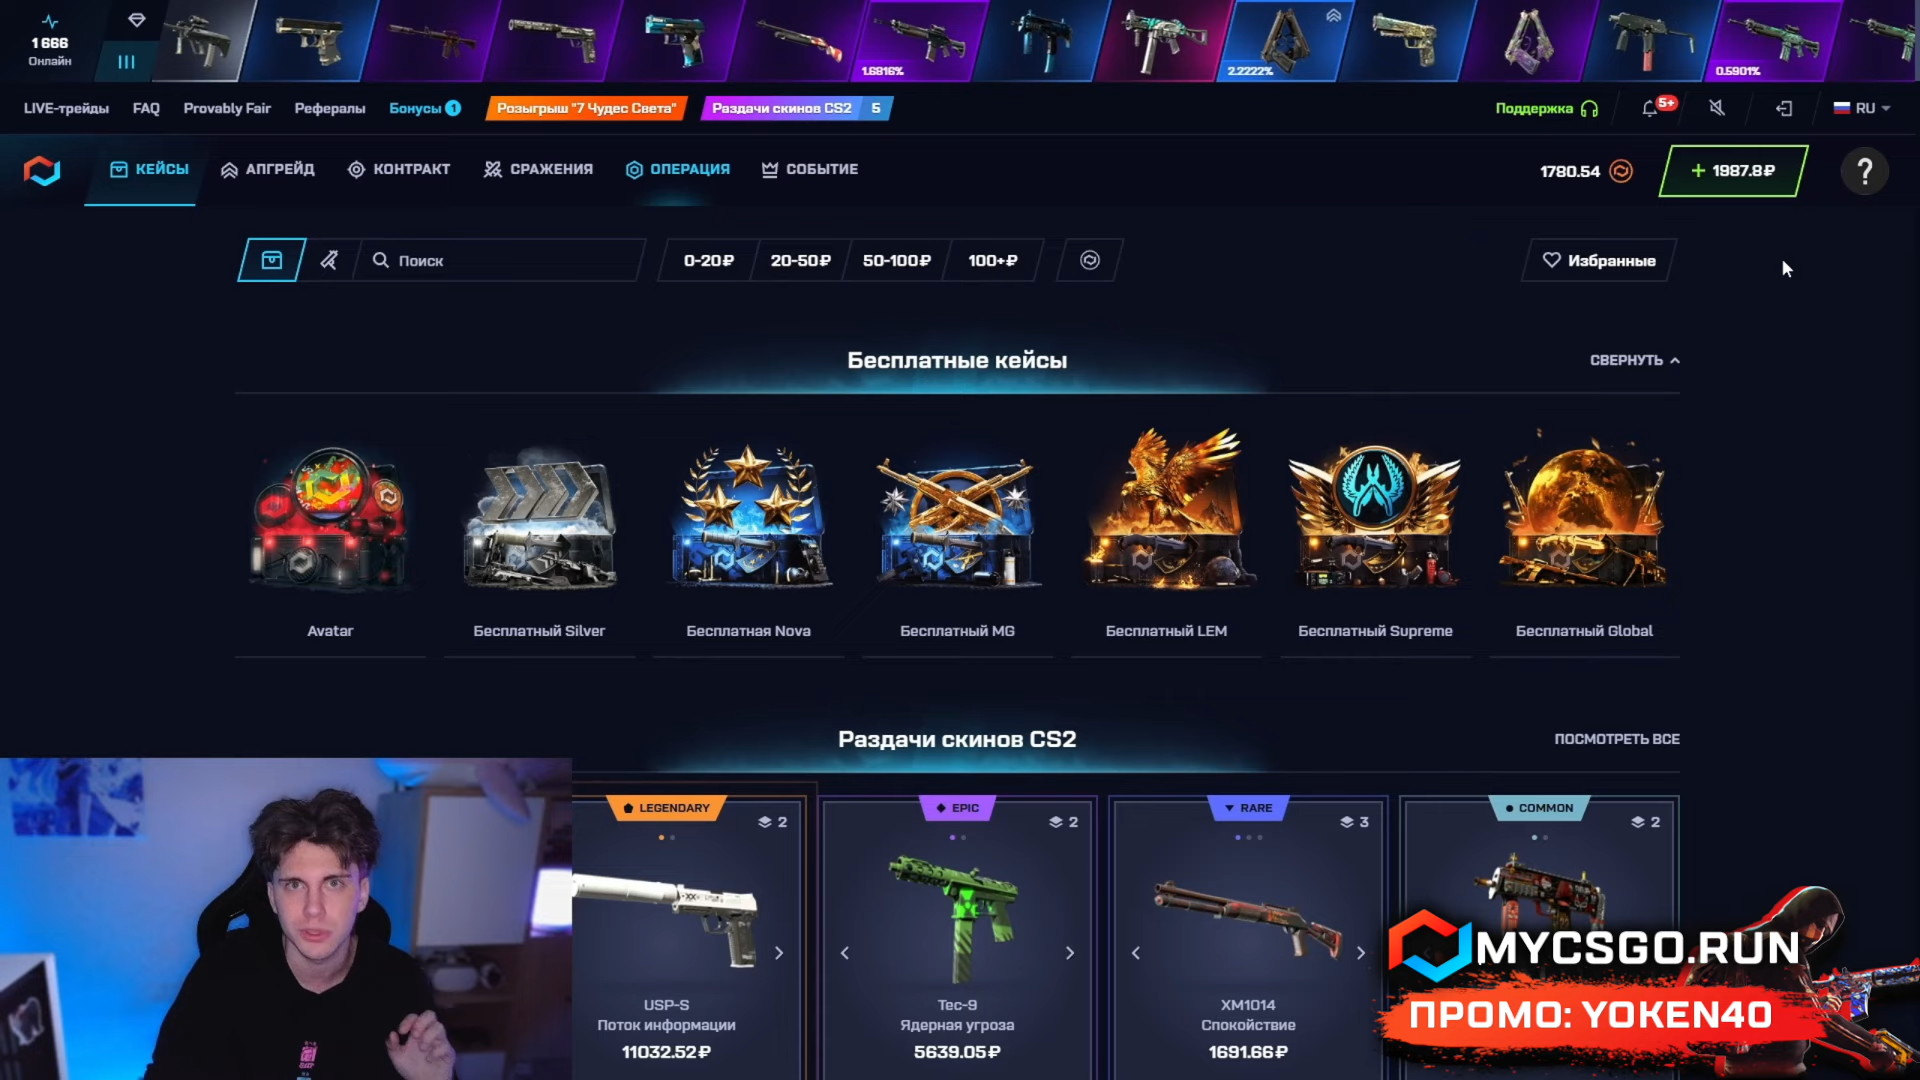 1 666
Онлайн
1.6816%
2.2222%
0.5901%
LIVE-трейды
FAQ
Provably Fair
Рефералы
Бонусы 1
Розыгрыш "7 Чудес Света"
Раздачи скинов CS2 5
Поддержка
5+
RU
КЕЙСЫ
АПГРЕЙД
КОНТРАКТ
СРАЖЕНИЯ
ОПЕРАЦИЯ
СОБЫТИЕ
1780.54
+ 1987.8₽
?
Поиск
0-20₽
20-50₽
50-100₽
100+₽
Избранные
Бесплатные кейсы
СВЕРНУТЬ
Avatar
Бесплатный Silver
Бесплатная Nova
Бесплатный MG
Бесплатный LEM
Бесплатный Supreme
Бесплатный Global
Раздачи скинов CS2
ПОСМОТРЕТЬ ВСЕ
LEGENDARY
2
EPIC
2
RARE
3
COMMON
2
USP-S
Поток информации
11032.52₽
Tec-9
Ядерная угроза
5639.05₽
XM1014
Спокойствие
1691.66₽
MYCSGO.RUN
ПРОМО: YOKEN40